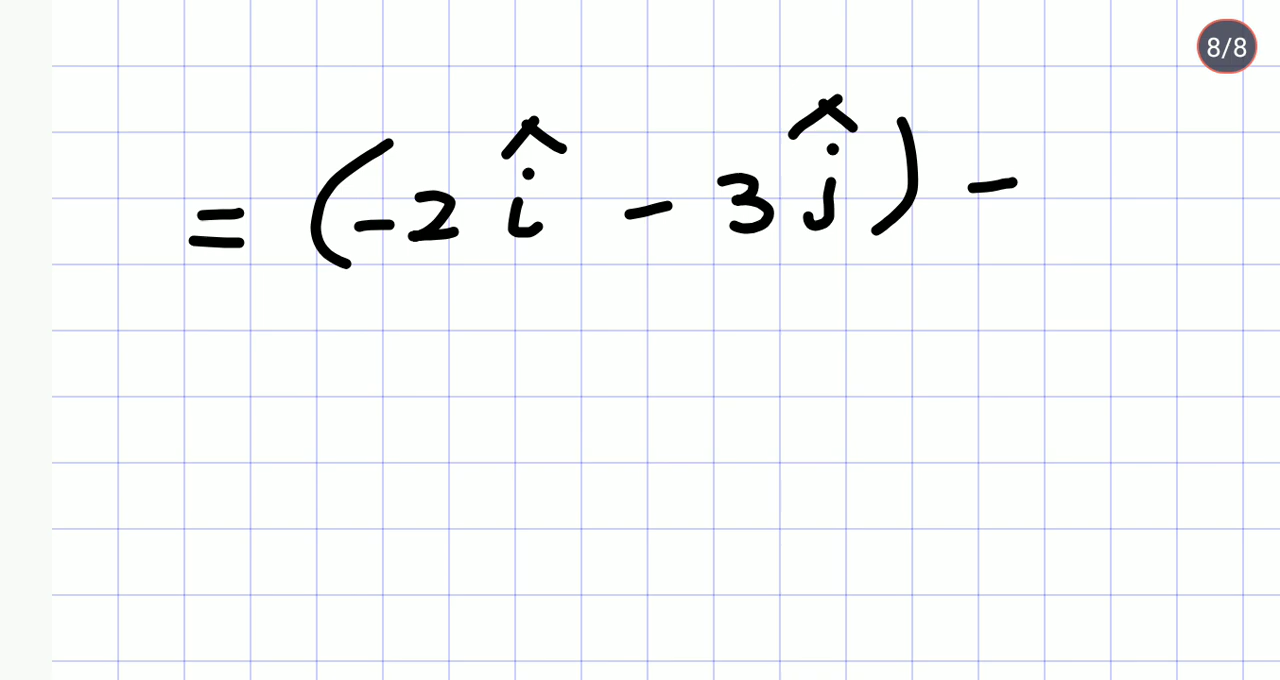 8/8
= (-2 î - 3 ĵ) -